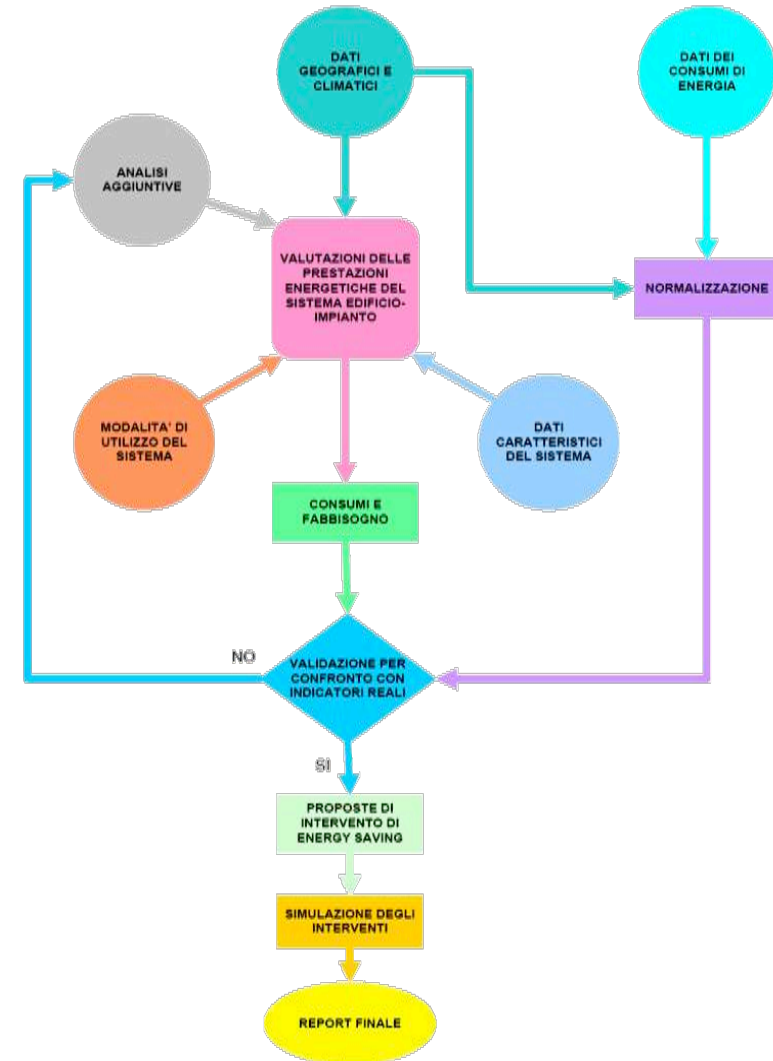 DATI
GEOGRAFICI E
CLIMATICI
DATI DEI
CONSUMI DI
ENERGIA
ANALISI
AGGIUNTIVE
VALUTAZIONI DELLE
PRESTAZIONI
ENERGETICHE DEL
SISTEMA EDIFICIO-
IMPIANTO
NORMALIZZAZIONE
MODALITA' DI
UTILIZZO DEL
SISTEMA
DATI
CARATTERISTICI
DEL SISTEMA
CONSUMI E
FABBISOGNO
NO
VALIDAZIONE PER
CONFRONTO CON
INDICATORI REALI
SI
PROPOSTE DI
INTERVENTO DI
ENERGY SAVING
SIMULAZIONE DEGLI
INTERVENTI
REPORT FINALE